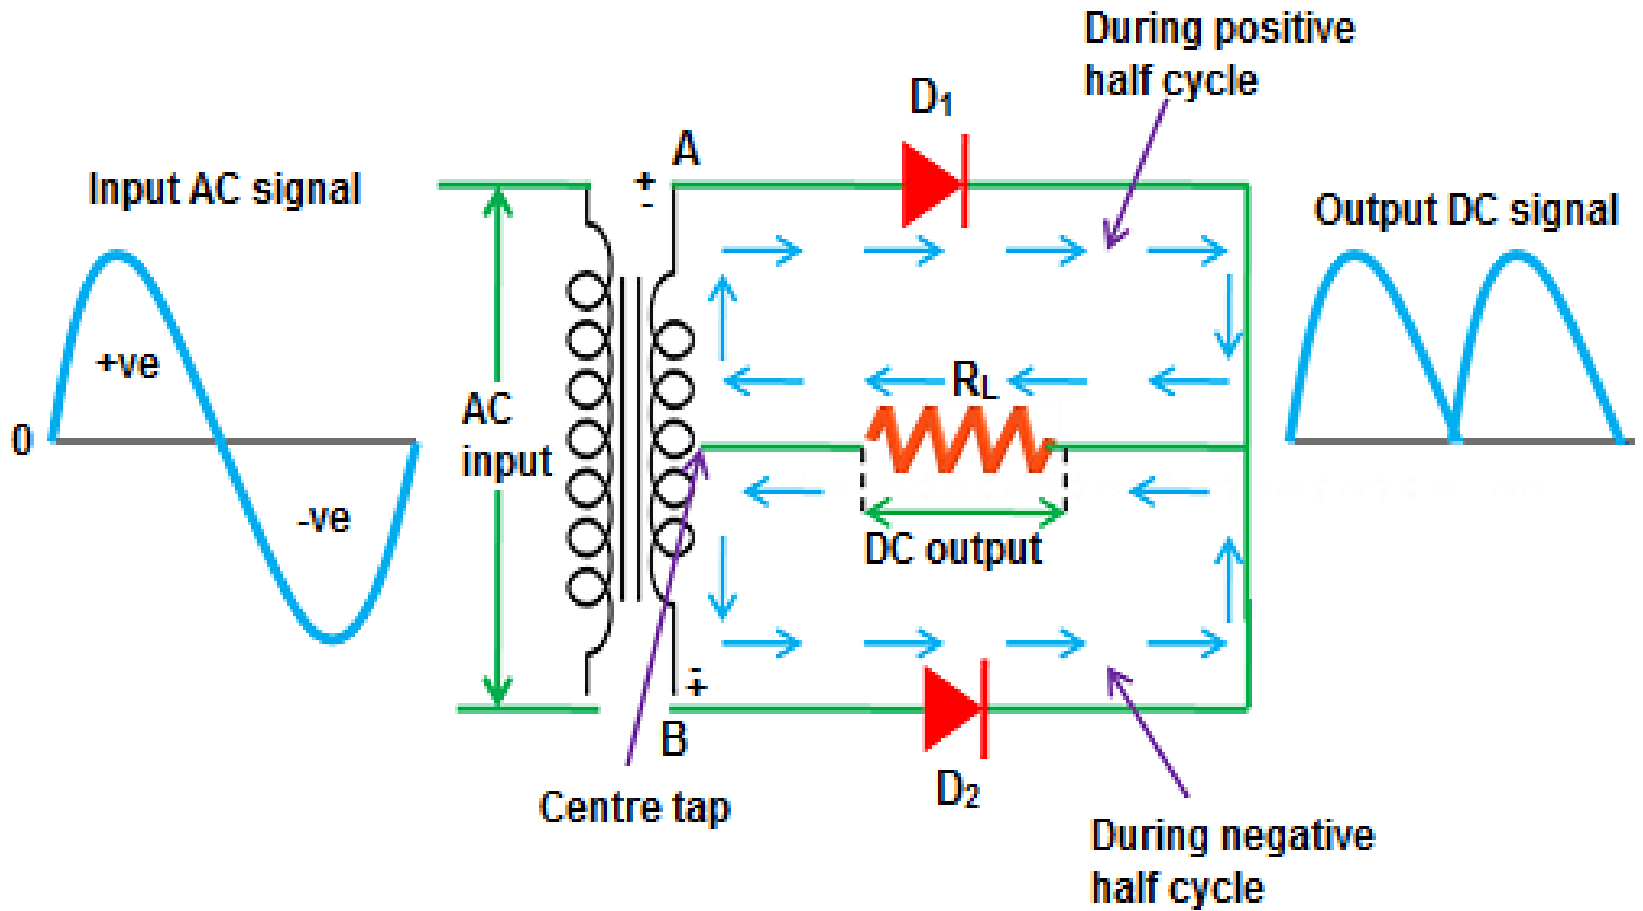 During positive
half cycle
D₁
A
Input AC signal
+
-
Output DC signal
+ve
0
-ve
AC
input
R_L
DC output
-
+
B
D₂
Centre tap
During negative
half cycle